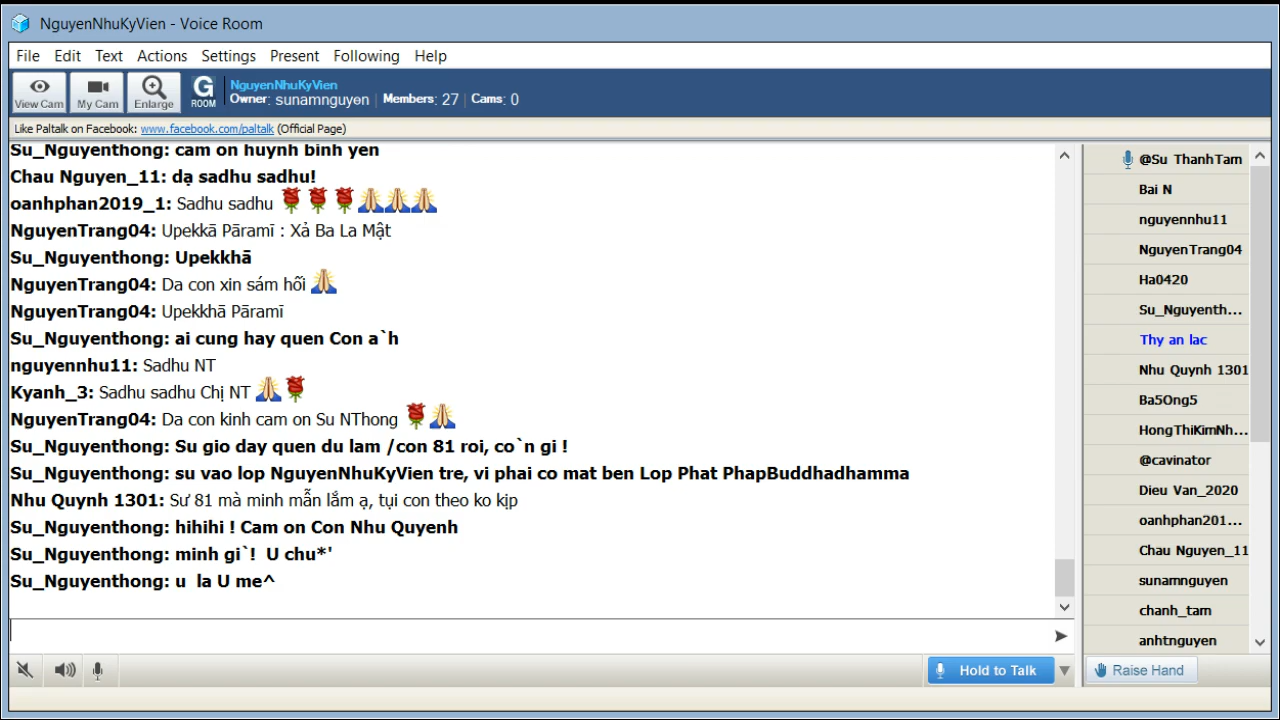 NguyenNhuKyVien - Voice Room
File Edit Text Actions Settings Present Following Help
View Cam My Cam Enlarge G ROOM
NguyenNhuKyVien
Owner: sunamnguyen | Members: 27 | Cams: 0
Like Paltalk on Facebook: www.facebook.com/paltalk (Official Page)
Su_Nguyenthong: cam on huynh binh yen
Chau Nguyen_11: dạ sadhu sadhu!
oanhphan2019_1: Sadhu sadhu
NguyenTrang04: Upekkā Pāramī : Xả Ba La Mật
Su_Nguyenthong: Upekkhā
NguyenTrang04: Da con xin sám hối
NguyenTrang04: Upekkhā Pāramī
Su_Nguyenthong: ai cung hay quen Con a`h
nguyennhu11: Sadhu NT
Kyanh_3: Sadhu sadhu Chị NT
NguyenTrang04: Da con kinh cam on Su NThong
Su_Nguyenthong: Su gio day quen du lam /con 81 roi, co`n gi !
Su_Nguyenthong: su vao lop NguyenNhuKyVien tre, vi phai co mat ben Lop Phat PhapBuddhadhamma
Nhu Quynh 1301: Sư 81 mà minh mẫn lắm ạ, tụi con theo ko kịp
Su_Nguyenthong: hihihi ! Cam on Con Nhu Quyenh
Su_Nguyenthong: minh gi`! U chu*'
Su_Nguyenthong: u la U me^
Hold to Talk
@Su ThanhTam
Bai N
nguyennhu11
NguyenTrang04
Ha0420
Su_Nguyenth...
Thy an lac
Nhu Quynh 1301
Ba5Ong5
HongThiKimNh...
@cavinator
Dieu Van_2020
oanhphan201...
Chau Nguyen_11
sunamnguyen
chanh_tam
anhtnguyen
Raise Hand